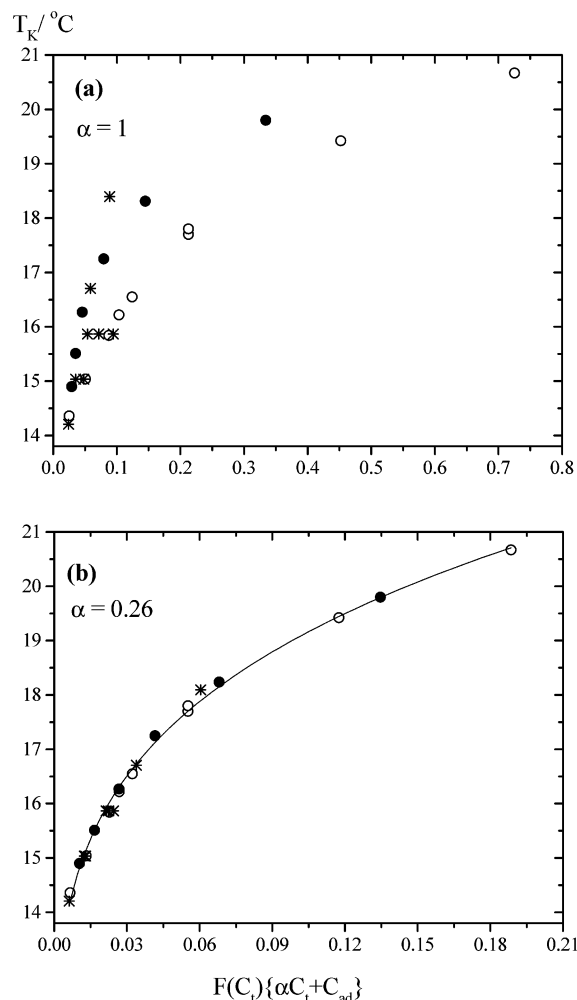 T_K/ °C
21
(a)
20
α = 1
19
18
17
16
15
14
0.0 0.1 0.2 0.3 0.4 0.5 0.6 0.7 0.8
21
(b)
20
α = 0.26
19
18
17
16
15
14
0.00 0.03 0.06 0.09 0.12 0.15 0.18 0.21
F(C_t){αC_t+C_ad}